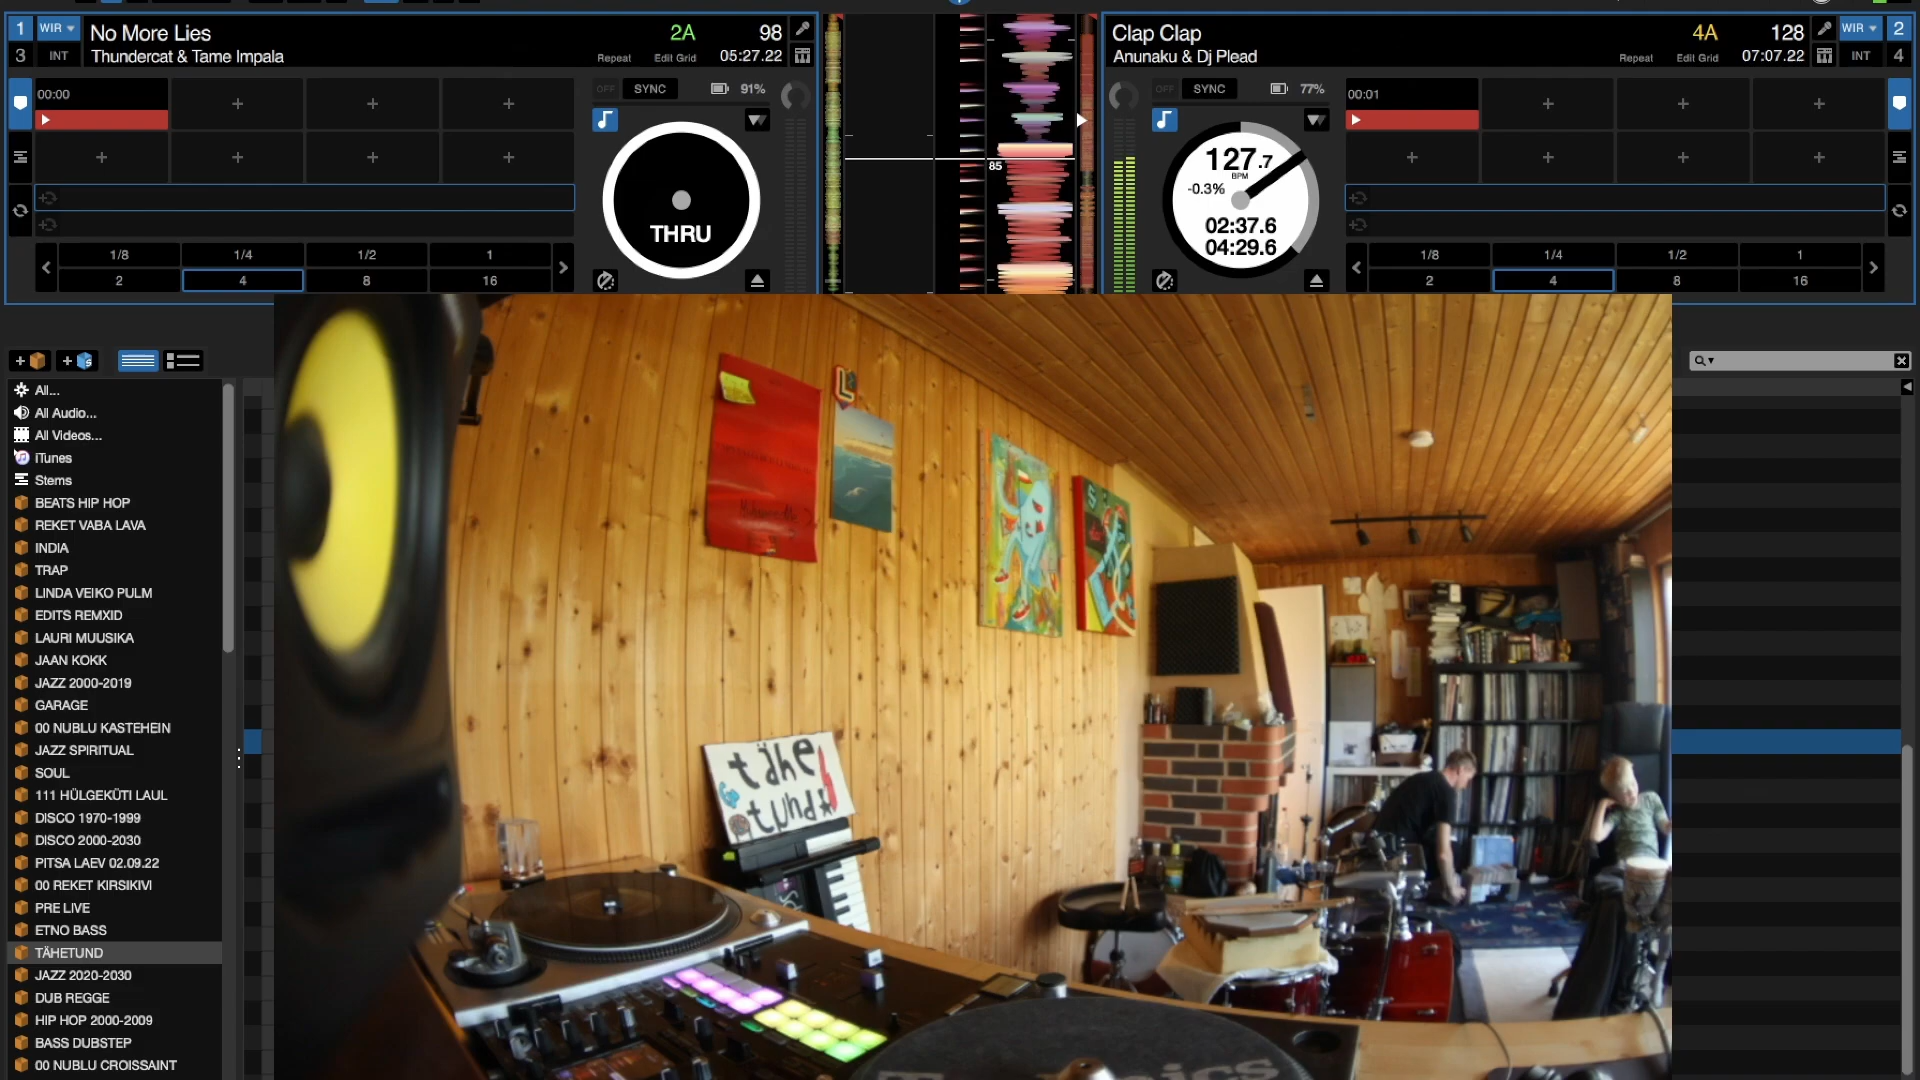 1 WIR No More Lies 2A 98
3 INT Thundercat & Tame Impala Repeat Edit Grid 05:27.22
Clap Clap 4A 128 WIR 2
Anunaku & Dj Plead Repeat Edit Grid 07:07.22 INT 4
00:00
OFF SYNC 91%
THRU
1/8 1/4 1/2 1
2 4 8 16
85
OFF SYNC 77%
127.7
BPM
-0.3%
02:37.6
04:29.6
00:01
1/8 1/4 1/2 1
2 4 8 16
All...
All Audio...
All Videos...
iTunes
Stems
BEATS HIP HOP
REKET VABA LAVA
INDIA
TRAP
LINDA VEIKO PULM
EDITS REMXID
LAURI MUUSIKA
JAAN KOKK
JAZZ 2000-2019
GARAGE
00 NUBLU KASTEHEIN
JAZZ SPIRITUAL
SOUL
111 HÜLGEKÜTI LAUL
DISCO 1970-1999
DISCO 2000-2030
PITSA LAEV 02.09.22
00 REKET KIRSIKIVI
PRE LIVE
ETNO BASS
TÄHETUND
JAZZ 2020-2030
DUB REGGE
HIP HOP 2000-2009
BASS DUBSTEP
00 NUBLU CROISSAINT
tähe
tund